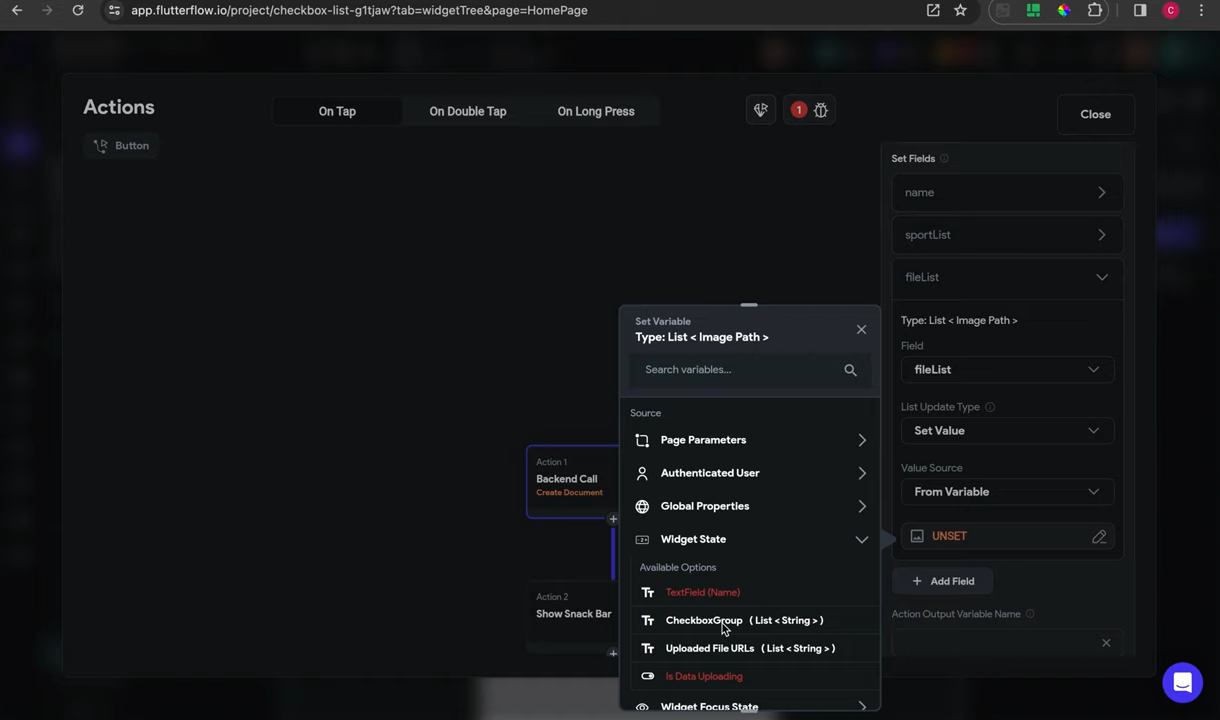 app.flutterflow.io/project/checkbox-list-g1tjaw?tab=widgetTree&page=HomePage
C
Actions
On Tap
On Double Tap
On Long Press
1
Close
Button
Set Fields
name
sportList
fileList
Type: List < Image Path >
Field
fileList
List Update Type
Set Value
Value Source
From Variable
UNSET
Add Field
Action Output Variable Name
Action 1
Backend Call
Create Document
Action 2
Show Snack Bar
Set Variable
Type: List < Image Path >
Search variables...
Source
Page Parameters
Authenticated User
Global Properties
Widget State
Available Options
TextField (Name)
CheckboxGroup ( List < String > )
Uploaded File URLs ( List < String > )
Is Data Uploading
Widget Focus State